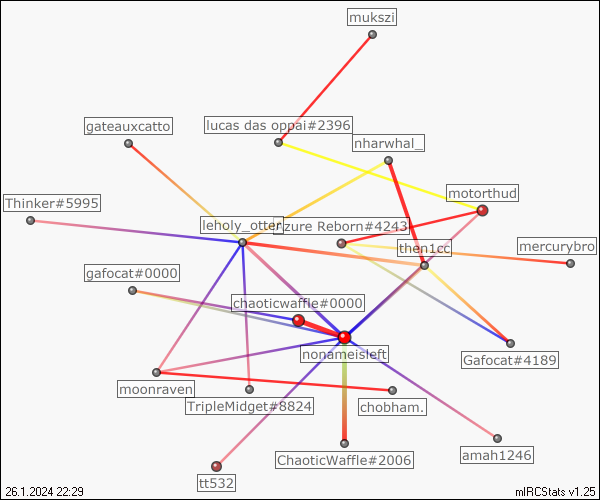 mukszi
gateauxcatto
lucas das oppai#2396
nharwhal_
Thinker#5995
motorthud
leholy_otter
zure Reborn#4243
then1cc
mercurybro
gafocat#0000
chaoticwaffle#0000
nonameisleft
Gafocat#4189
moonraven
TripleMidget#8824
chobham.
ChaoticWaffle#2006
amah1246
tt532
26.1.2024 22:29
mIRCStats v1.25